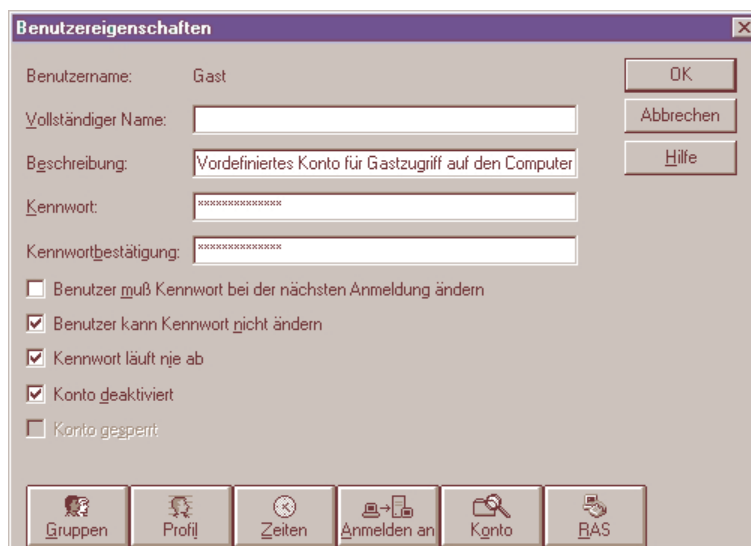 Benutzereigenschaften
Benutzername: Gast
OK
Vollständiger Name:
Abbrechen
Beschreibung: Vordefiniertes Konto für Gastzugriff auf den Computer
Hilfe
Kennwort: **************
Kennwortbestätigung: **************
Benutzer muß Kennwort bei der nächsten Anmeldung ändern
Benutzer kann Kennwort nicht ändern
Kennwort läuft nie ab
Konto deaktiviert
Konto gesperrt
Gruppen Profil Zeiten Anmelden an Konto RAS